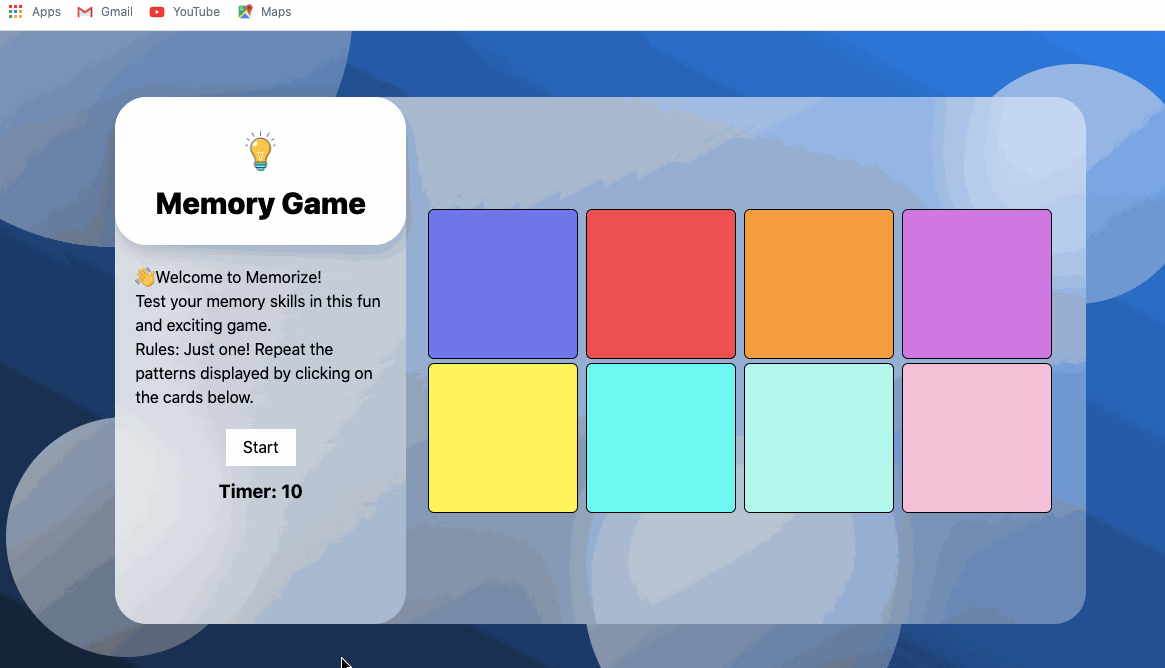 Apps Gmail YouTube Maps
Memory Game
👋Welcome to Memorize!
Test your memory skills in this fun
and exciting game.
Rules: Just one! Repeat the
patterns displayed by clicking on
the cards below.
Start
Timer: 10